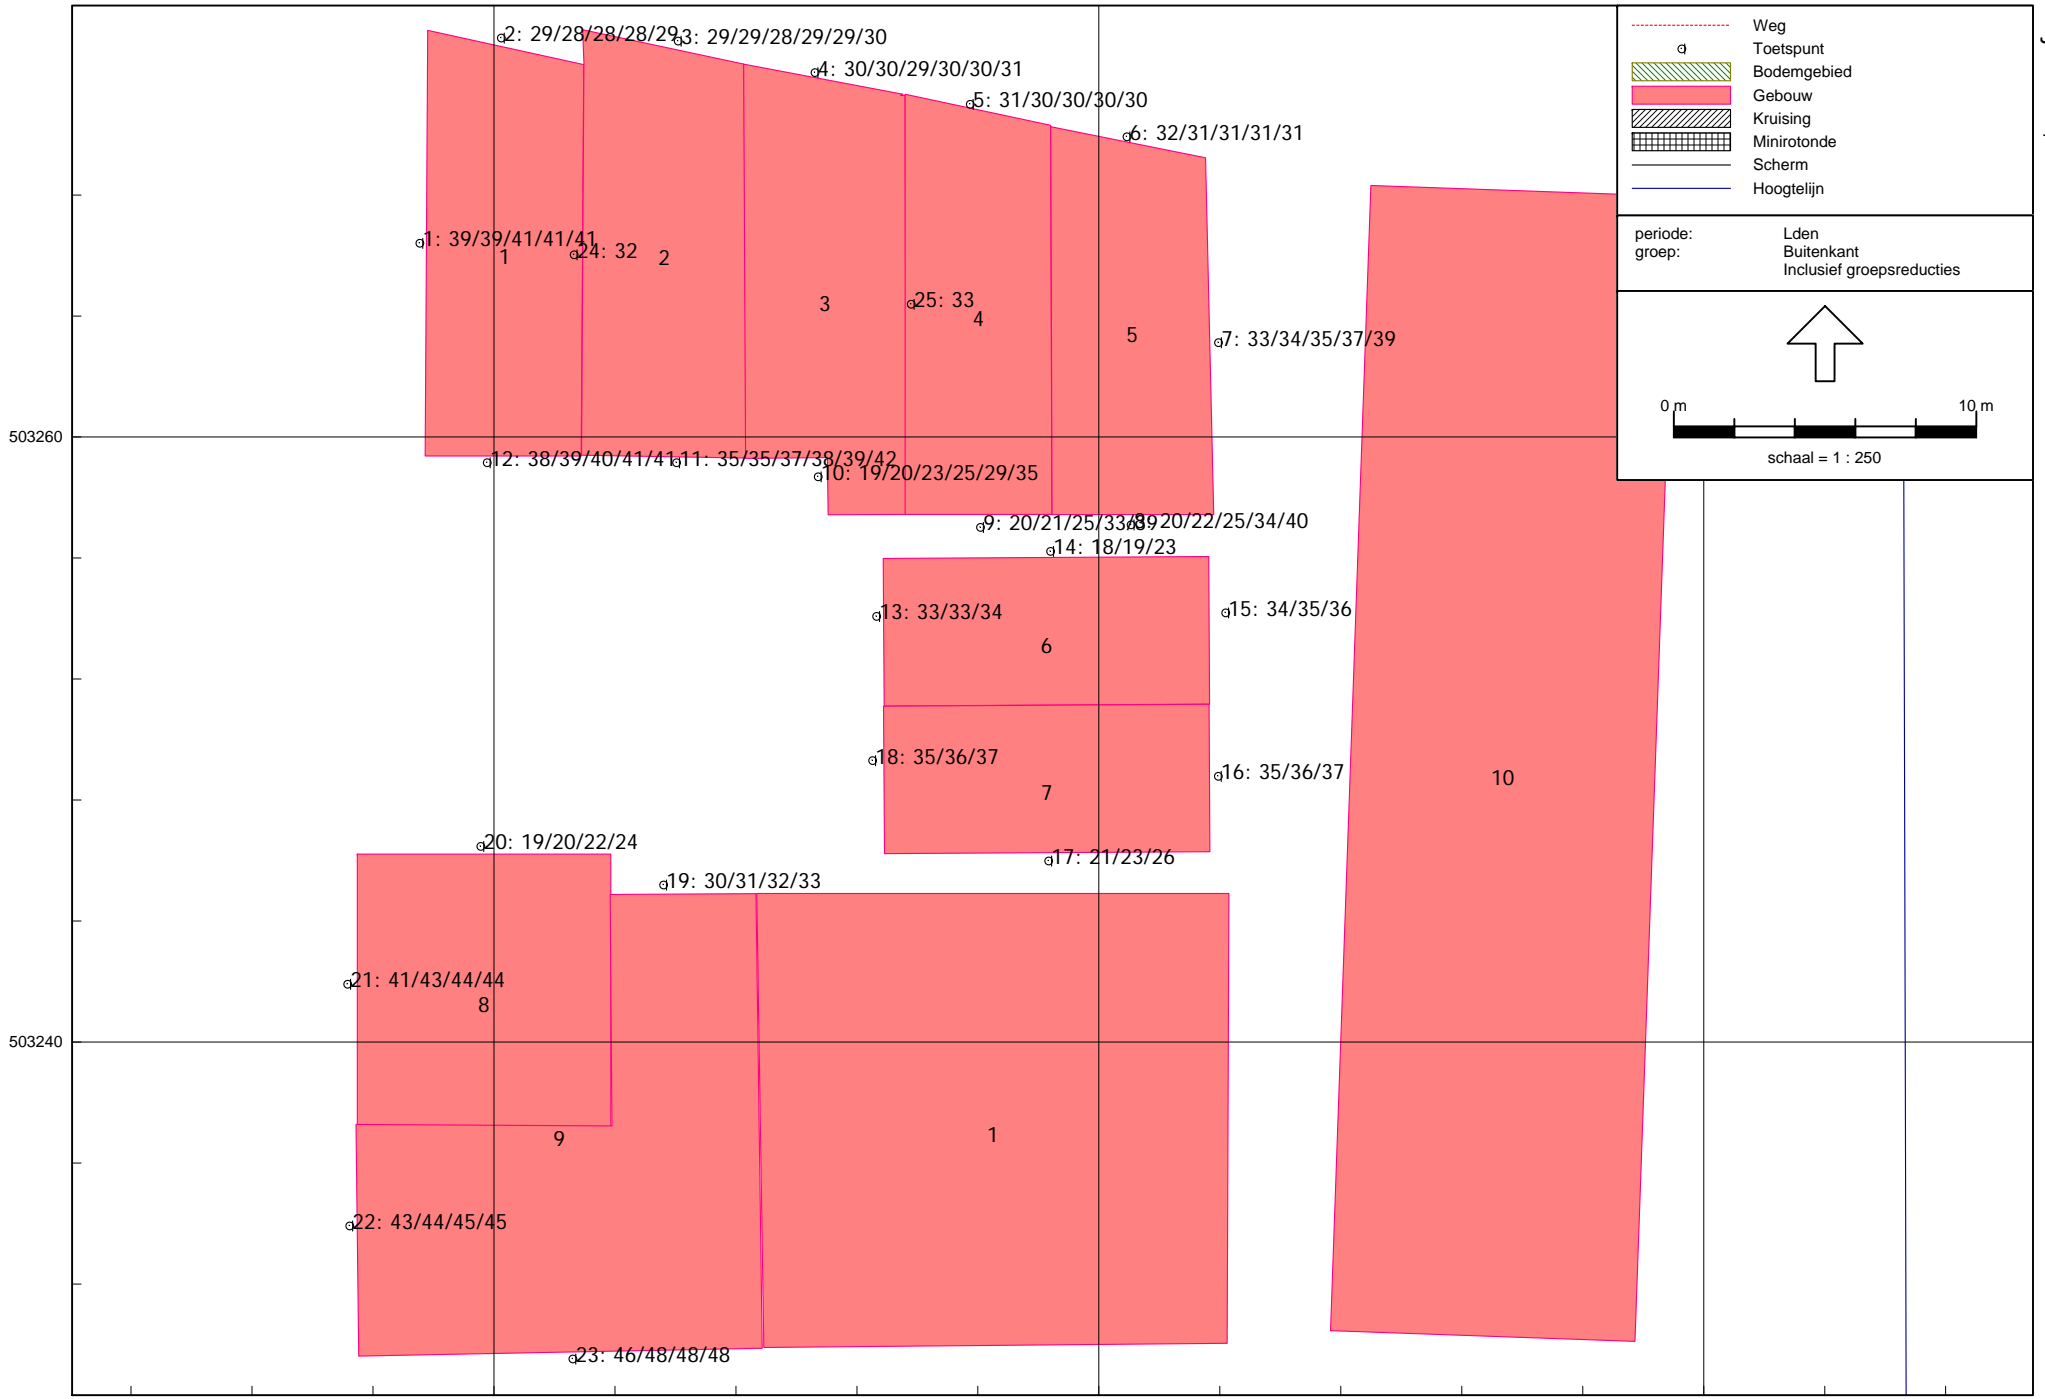 2: 29/28/28/28/29
3: 29/29/28/29/29/30
4: 30/30/29/30/30/31
5: 31/30/30/30/30
6: 32/31/31/31/31
1: 39/39/41/41/41
1
24: 32
2
3
25: 33
4
5
7: 33/34/35/37/39
503260
12: 38/39/40/41/41
11: 35/35/37/38/39/42
10: 19/20/23/25/29/35
9: 20/21/25/33/39
8: 20/22/25/34/40
14: 18/19/23
13: 33/33/34
15: 34/35/36
6
18: 35/36/37
16: 35/36/37
7
10
20: 19/20/22/24
17: 21/23/26
19: 30/31/32/33
21: 41/43/44/44
8
503240
9
1
22: 43/44/45/45
23: 46/48/48/48
Weg
Toetspunt
Bodemgebied
Gebouw
Kruising
Minirotonde
Scherm
Hoogtelijn
periode: Lden
groep: Buitenkant
Inclusief groepsreducties
0 m 10 m
schaal = 1 : 250